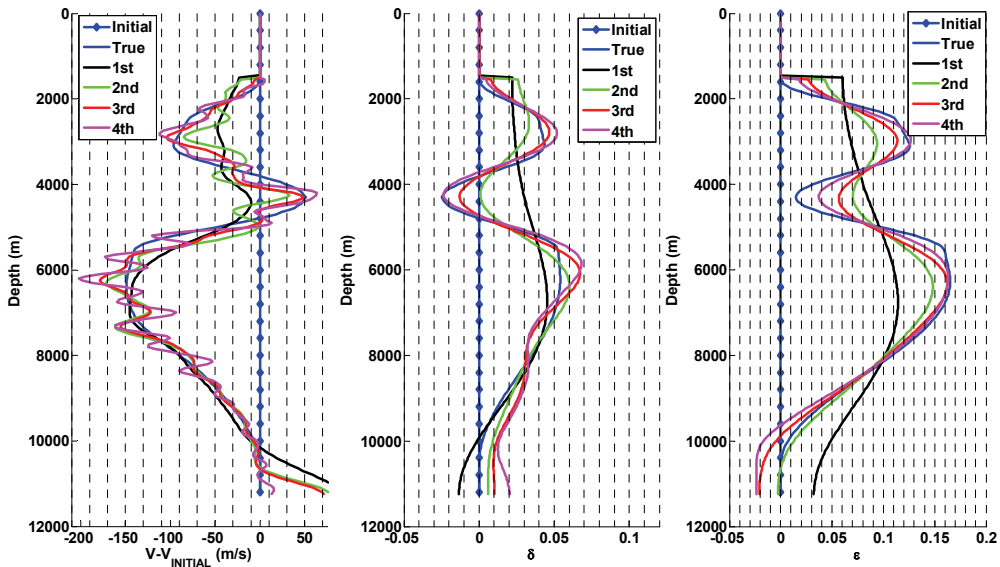 Initial
True
1st
2nd
3rd
4th
0
2000
4000
6000
8000
10000
12000
Depth (m)
-200 -150 -100 -50 0 50
V-V_INITIAL (m/s)
Initial
True
1st
2nd
3rd
4th
0
2000
4000
6000
8000
10000
12000
Depth (m)
-0.05 0 0.05 0.1
δ
Initial
True
1st
2nd
3rd
4th
0
2000
4000
6000
8000
10000
12000
Depth (m)
-0.05 0 0.05 0.1 0.15 0.2
ε